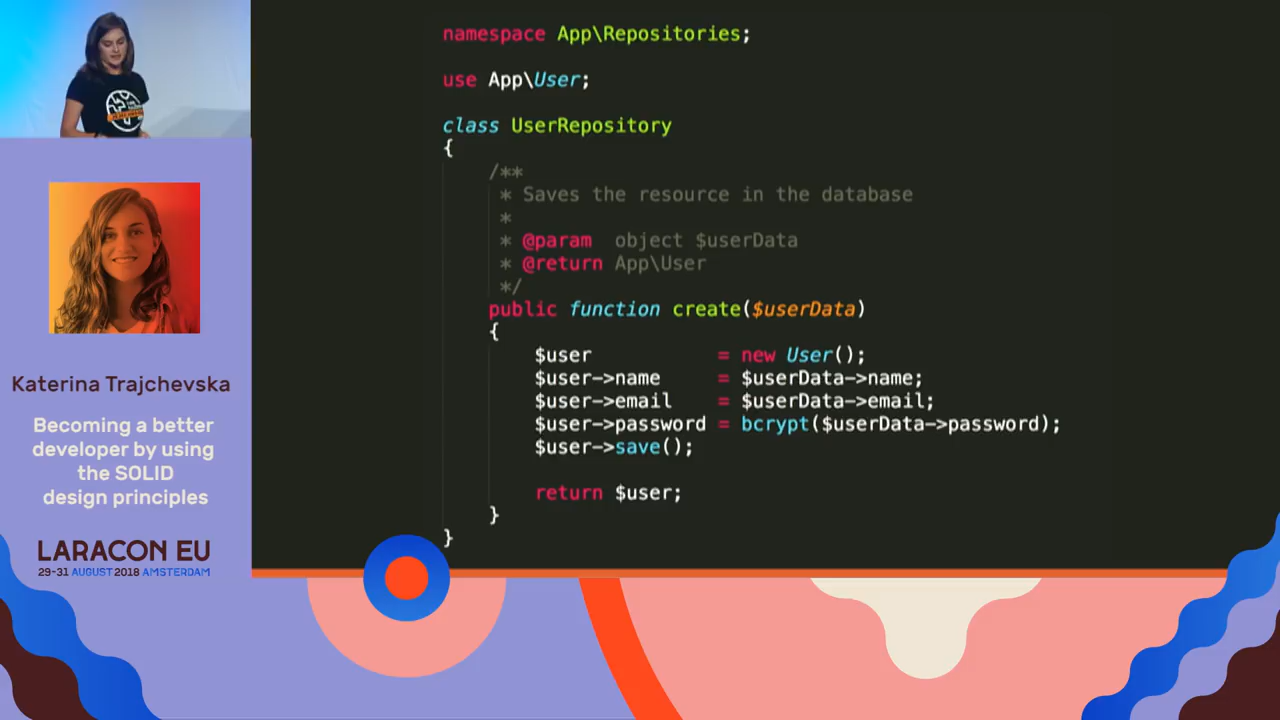 namespace App\Repositories;
use App\User;
class UserRepository
{
/**
* Saves the resource in the database
*
* @param object $userData
* @return App\User
*/
public function create($userData)
{
$user = new User();
$user->name = $userData->name;
$user->email = $userData->email;
$user->password = bcrypt($userData->password);
$user->save();
return $user;
}
}
Katerina Trajchevska
Becoming a better
developer by using
the SOLID
design principles
LARACON EU
29-31 AUGUST 2018 AMSTERDAM